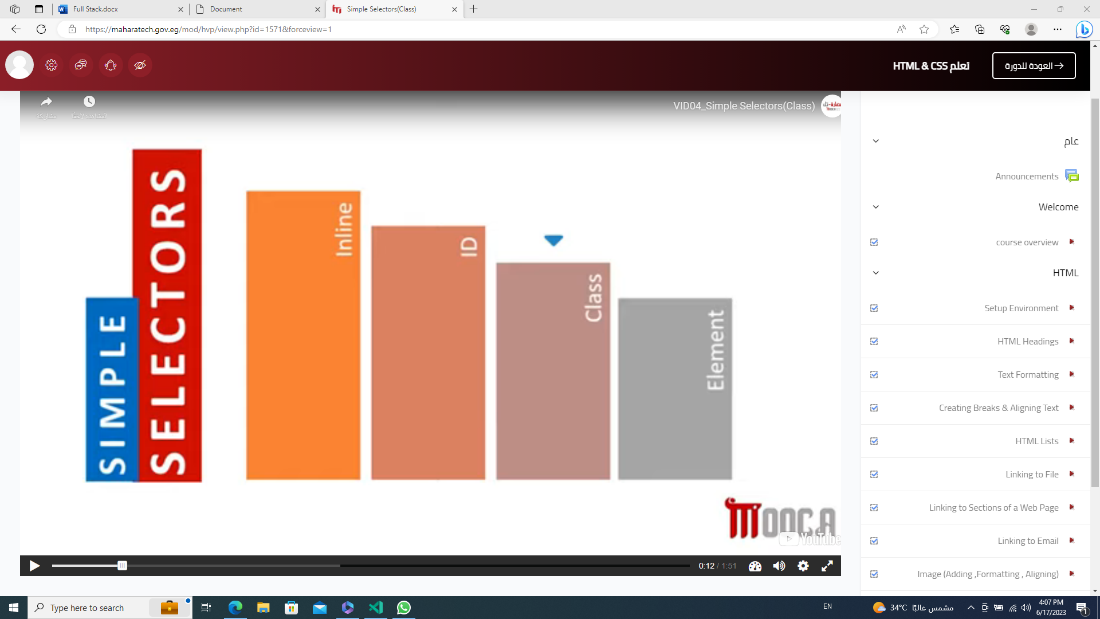 Full Stack.docx
Document
Simple Selectors(Class)
https://maharatech.gov.eg/mod/hvp/view.php?id=1571&forceview=1
تعلم HTML & CSS
العودة للدورة
VID04_Simple Selectors(Class)
SIMPLE
SELECTORS
Inline
ID
Class
Element
MOOCA
YouTube
0:12 / 1:51
عام
Announcements
Welcome
course overview
HTML
Setup Environment
HTML Headings
Text Formatting
Creating Breaks & Aligning Text
HTML Lists
Linking to File
Linking to Sections of a Web Page
Linking to Email
Image (Adding ,Formatting , Aligning)
Type here to search
34°C مشمس غالبًا
EN
4:07 PM
6/17/2023